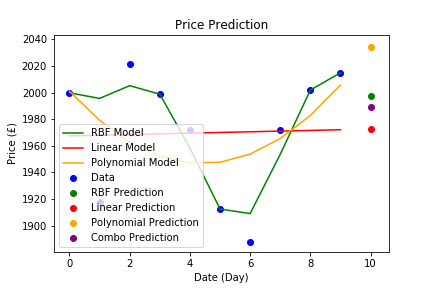 Price Prediction
Price (£)
2040
2020
2000
1980
1960
1940
1920
1900
RBF Model
Linear Model
Polynomial Model
Data
RBF Prediction
Linear Prediction
Polynomial Prediction
Combo Prediction
0 2 4 6 8 10
Date (Day)